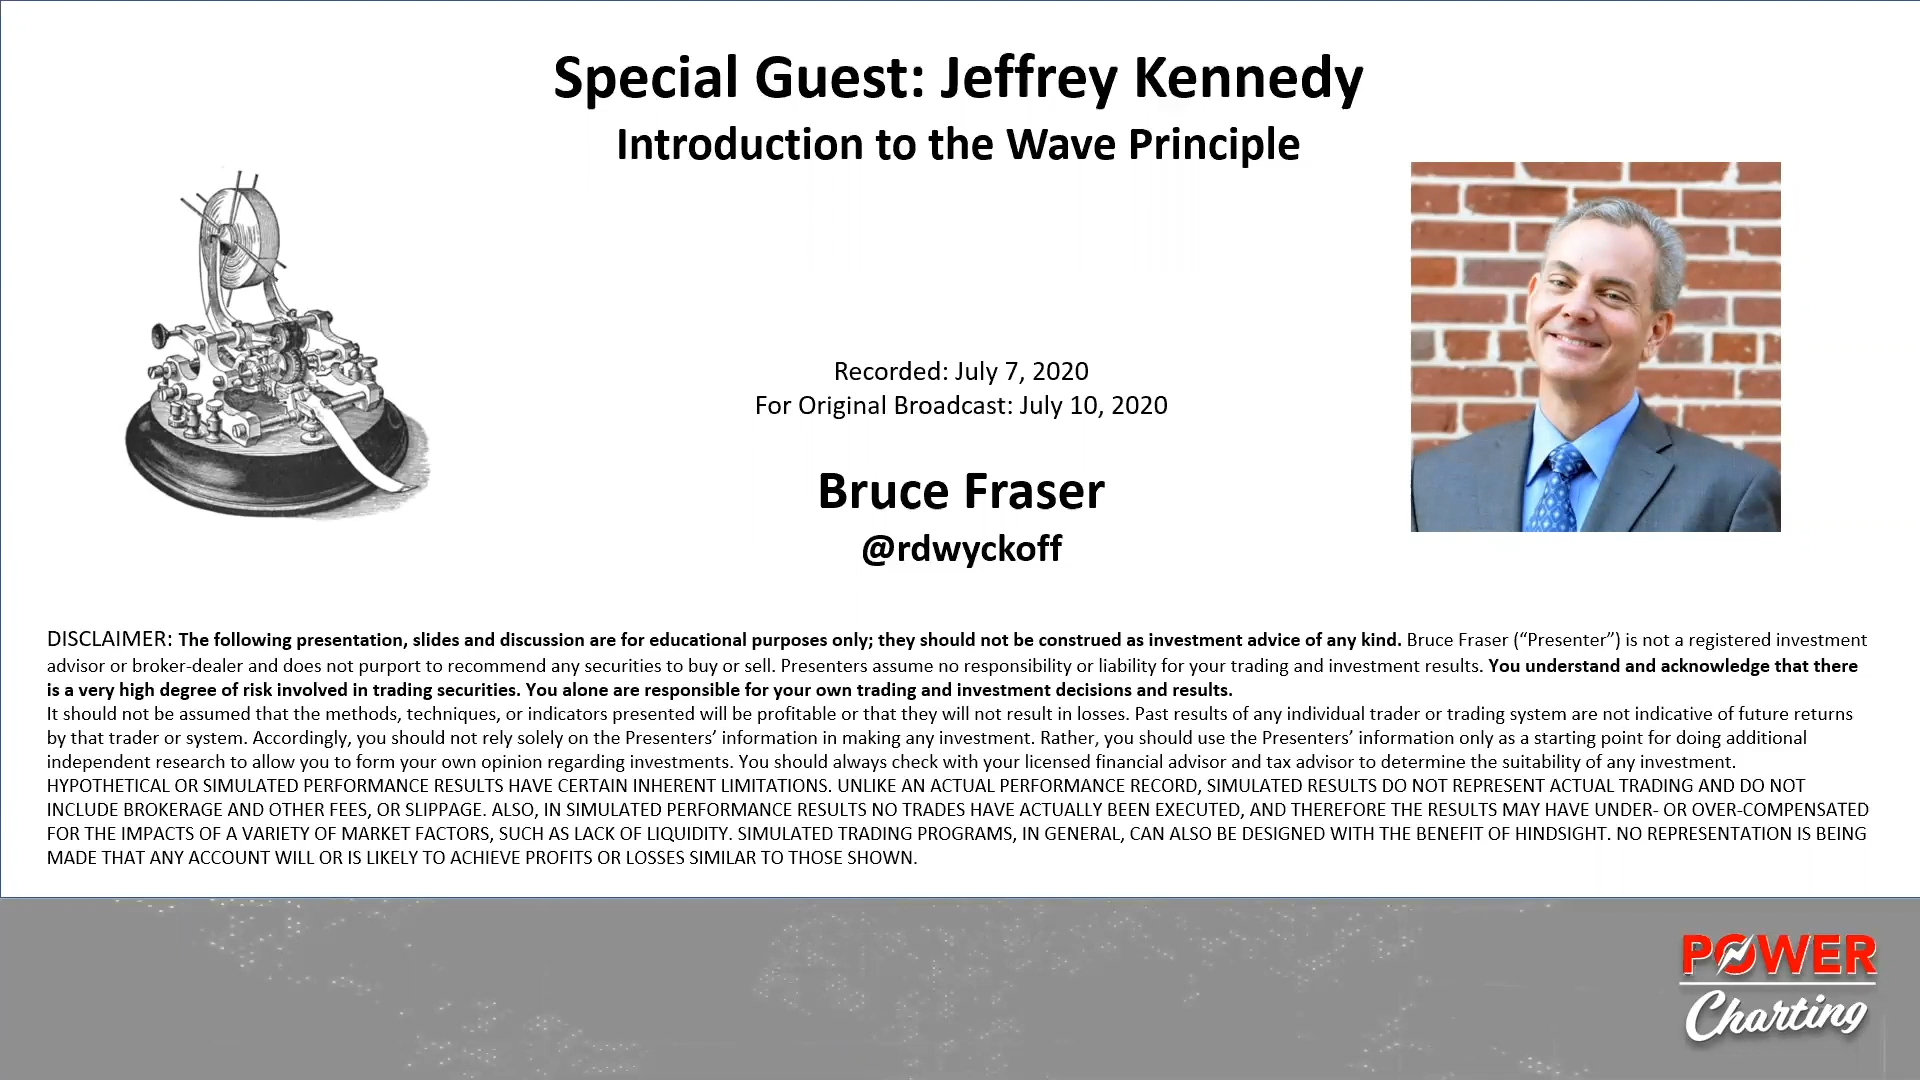 Special Guest: Jeffrey Kennedy
Introduction to the Wave Principle
Recorded: July 7, 2020
For Original Broadcast: July 10, 2020
Bruce Fraser
@rdwyckoff
DISCLAIMER: The following presentation, slides and discussion are for educational purposes only; they should not be construed as investment advice of any kind. Bruce Fraser (“Presenter”) is not a registered investment
advisor or broker-dealer and does not purport to recommend any securities to buy or sell. Presenters assume no responsibility or liability for your trading and investment results. You understand and acknowledge that there
is a very high degree of risk involved in trading securities. You alone are responsible for your own trading and investment decisions and results.
It should not be assumed that the methods, techniques, or indicators presented will be profitable or that they will not result in losses. Past results of any individual trader or trading system are not indicative of future returns
by that trader or system. Accordingly, you should not rely solely on the Presenters’ information in making any investment. Rather, you should use the Presenters’ information only as a starting point for doing additional
independent research to allow you to form your own opinion regarding investments. You should always check with your licensed financial advisor and tax advisor to determine the suitability of any investment.
HYPOTHETICAL OR SIMULATED PERFORMANCE RESULTS HAVE CERTAIN INHERENT LIMITATIONS. UNLIKE AN ACTUAL PERFORMANCE RECORD, SIMULATED RESULTS DO NOT REPRESENT ACTUAL TRADING AND DO NOT
INCLUDE BROKERAGE AND OTHER FEES, OR SLIPPAGE. ALSO, IN SIMULATED PERFORMANCE RESULTS NO TRADES HAVE ACTUALLY BEEN EXECUTED, AND THEREFORE THE RESULTS MAY HAVE UNDER- OR OVER-COMPENSATED
FOR THE IMPACTS OF A VARIETY OF MARKET FACTORS, SUCH AS LACK OF LIQUIDITY. SIMULATED TRADING PROGRAMS, IN GENERAL, CAN ALSO BE DESIGNED WITH THE BENEFIT OF HINDSIGHT. NO REPRESENTATION IS BEING
MADE THAT ANY ACCOUNT WILL OR IS LIKELY TO ACHIEVE PROFITS OR LOSSES SIMILAR TO THOSE SHOWN.
POWER
Charting